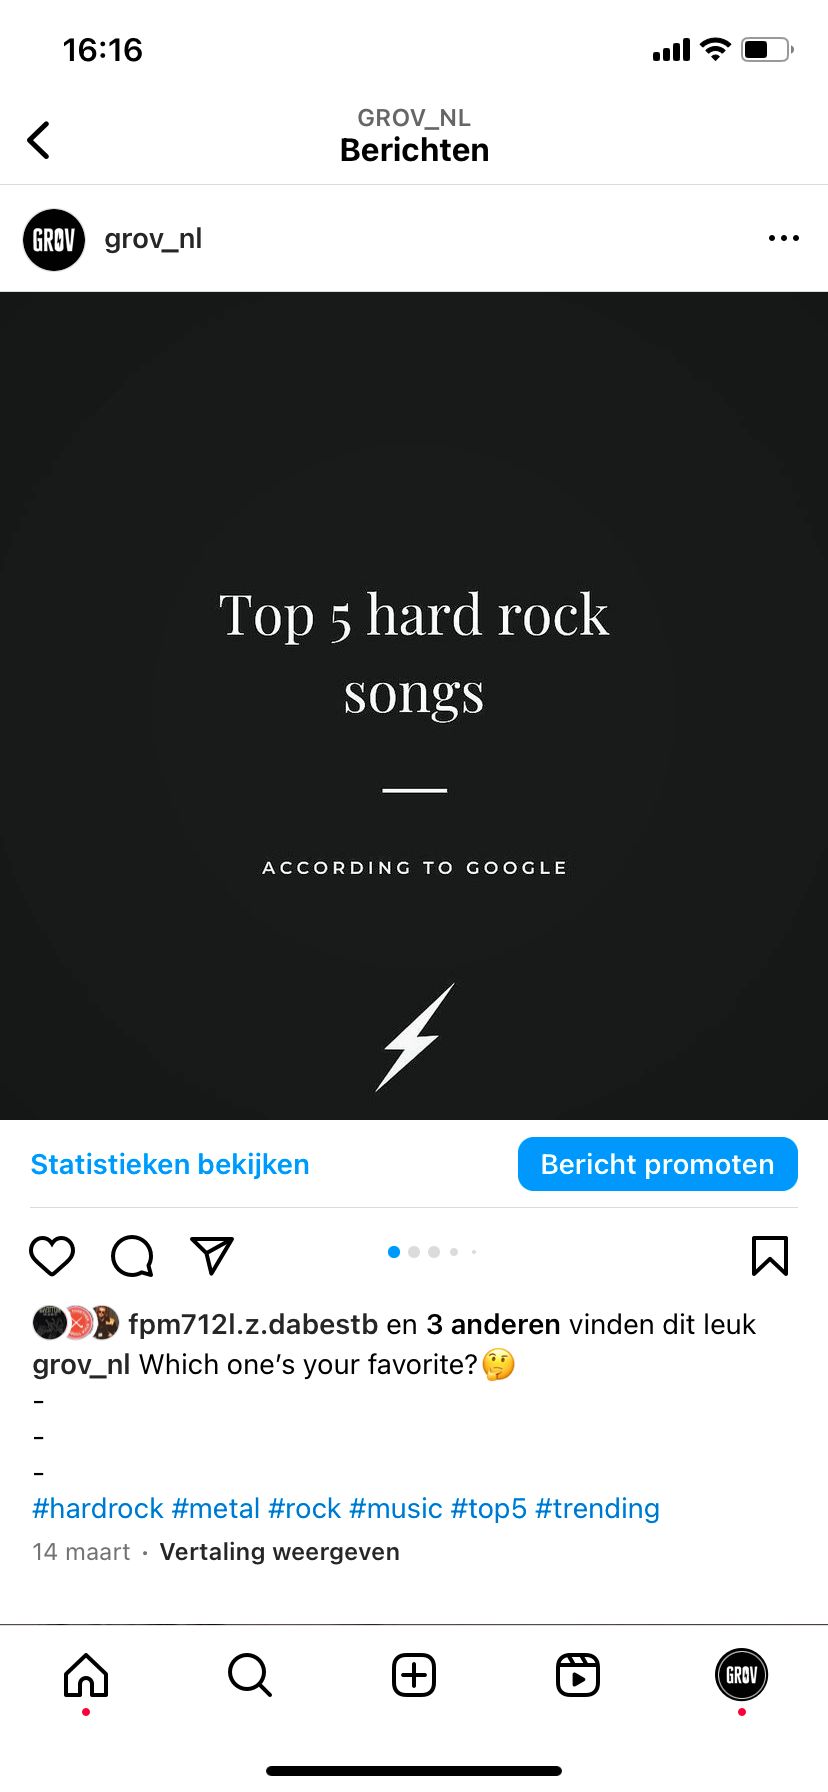 16:16
GROV_NL
Berichten
GRØV
grov_nl
Top 5 hard rock
songs
ACCORDING TO GOOGLE
Statistieken bekijken
Bericht promoten
fpm712l.z.dabestb en 3 anderen vinden dit leuk
grov_nl Which one's your favorite?🤔
-
-
-
#hardrock #metal #rock #music #top5 #trending
14 maart · Vertaling weergeven
GRØV